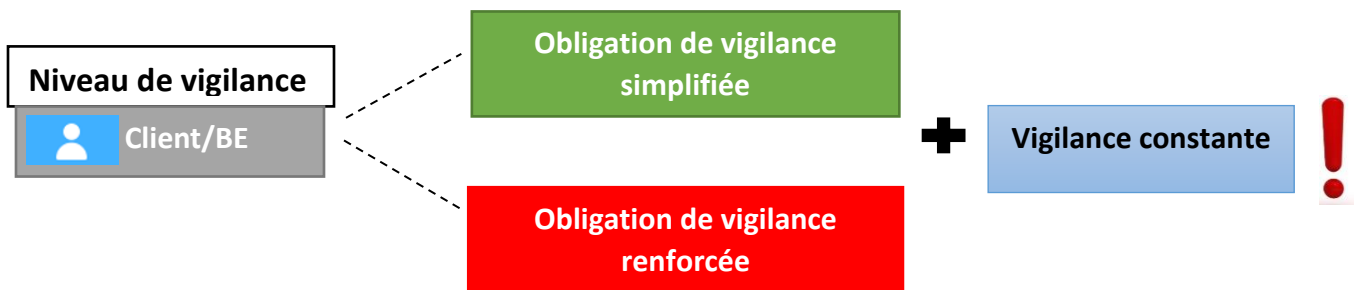 Niveau de vigilance
Client/BE
Obligation de vigilance
simplifiée
Obligation de vigilance
renforcée
Vigilance constante